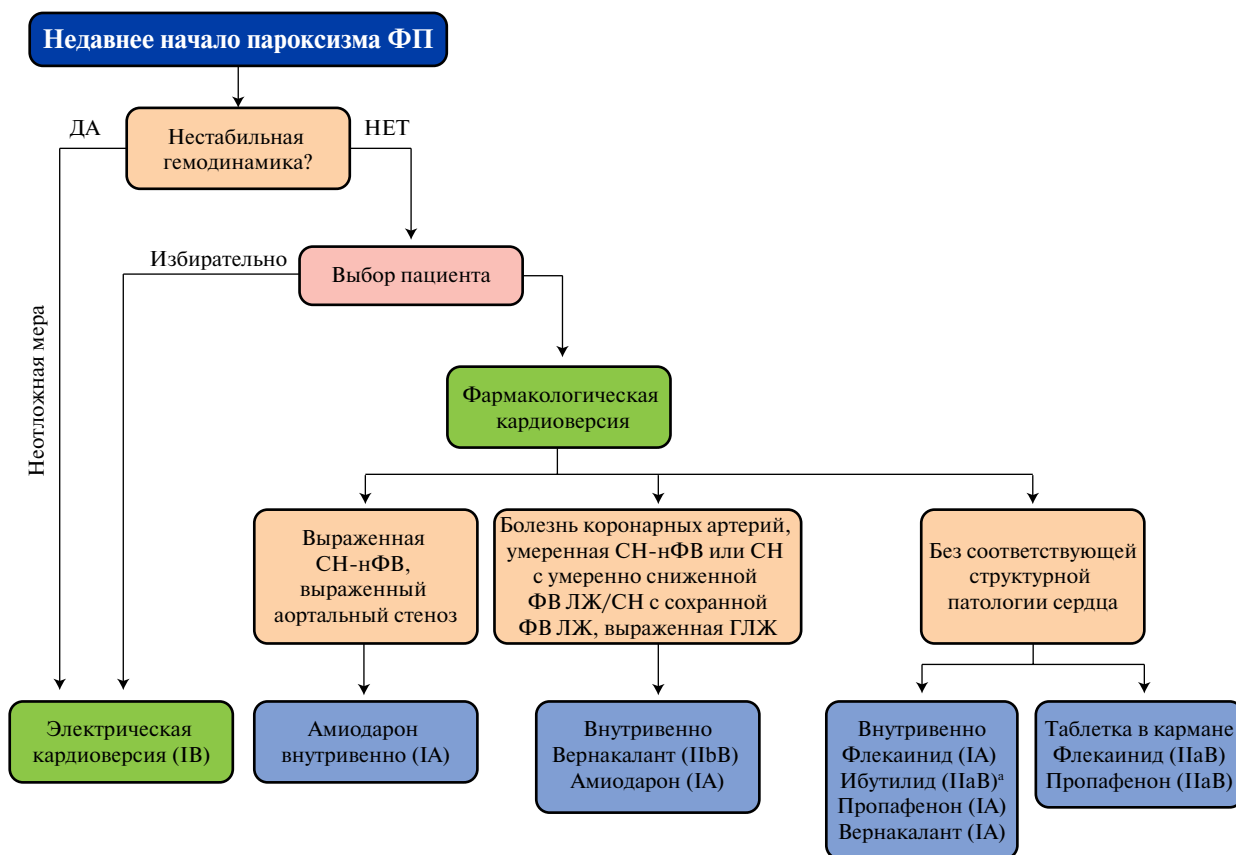 Недавнее начало пароксизма ФП
ДА
Нестабильная
гемодинамика?
НЕТ
Избирательно
Выбор пациента
Неотложная мера
Фармакологическая
кардиоверсия
Выраженная
СН-нФВ,
выраженный
аортальный стеноз
Болезнь коронарных артерий,
умеренная СН-нФВ или СН
с умеренно сниженной
ФВ ЛЖ/СН с сохранной
ФВ ЛЖ, выраженная ГЛЖ
Без соответствующей
структурной
патологии сердца
Электрическая
кардиоверсия (IB)
Амиодарон
внутривенно (IA)
Внутривенно
Вернакалант (IIbB)
Амиодарон (IA)
Внутривенно
Флекаинид (IA)
Ибутилид (IIaB)ᵃ
Пропафенон (IA)
Вернакалант (IA)
Таблетка в кармане
Флекаинид (IIaB)
Пропафенон (IIaB)